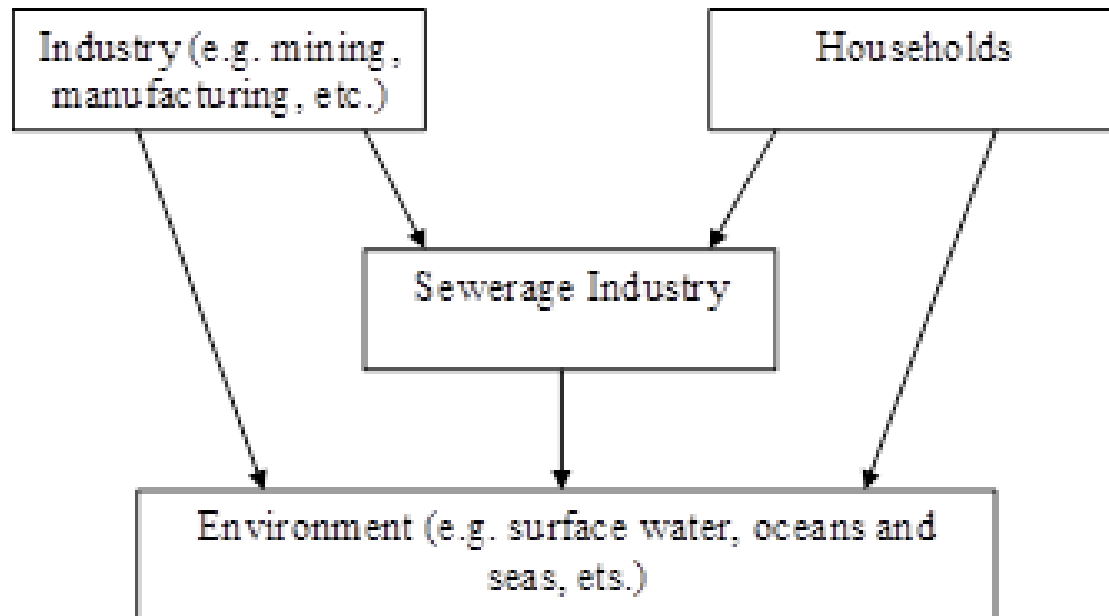 Industry (e.g. mining,
manufacturing, etc.)
Households
Sewerage Industry
Environment (e.g. surface water, oceans and
seas, ets.)